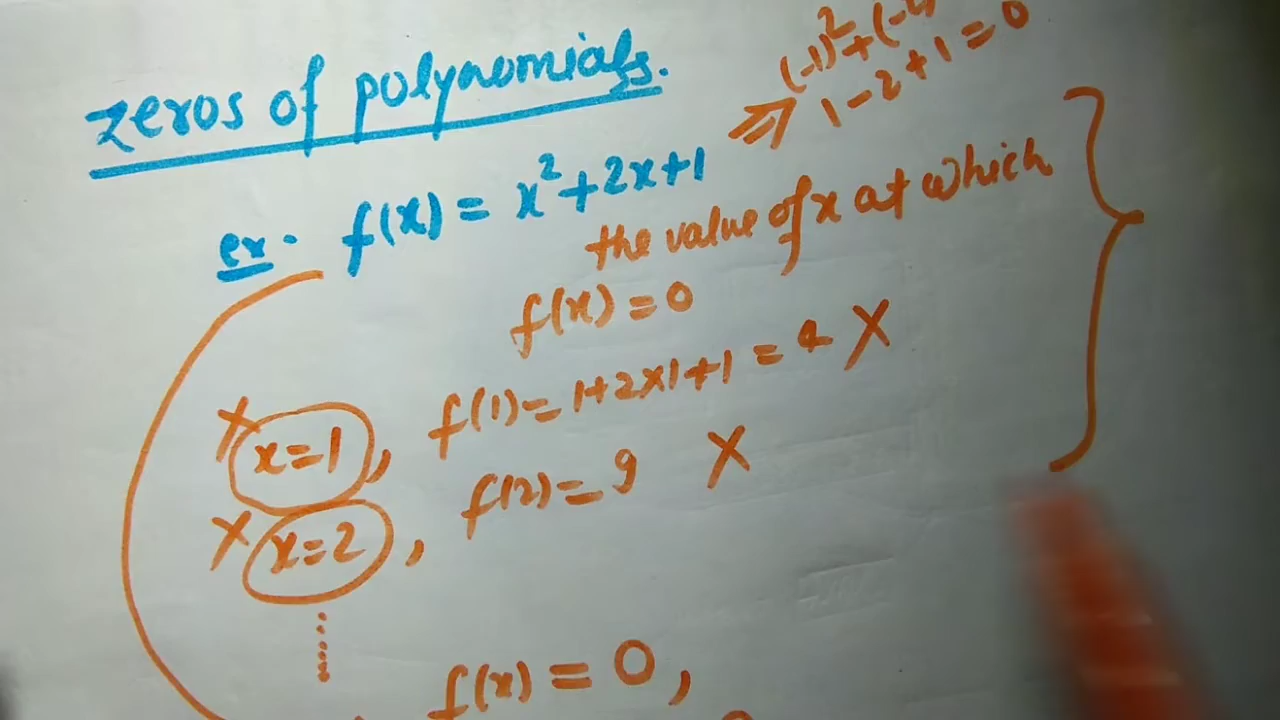 zeros of polynomials.
(-1)²+(-2)
1-2+1=0
ex. f(x) = x²+2x+1 ⇒
the value of x at which
f(x)=0
x x=1, f(1)=1+2x1+1=4 X
x x=2, f(2)=9 X
......
f(x)=0,